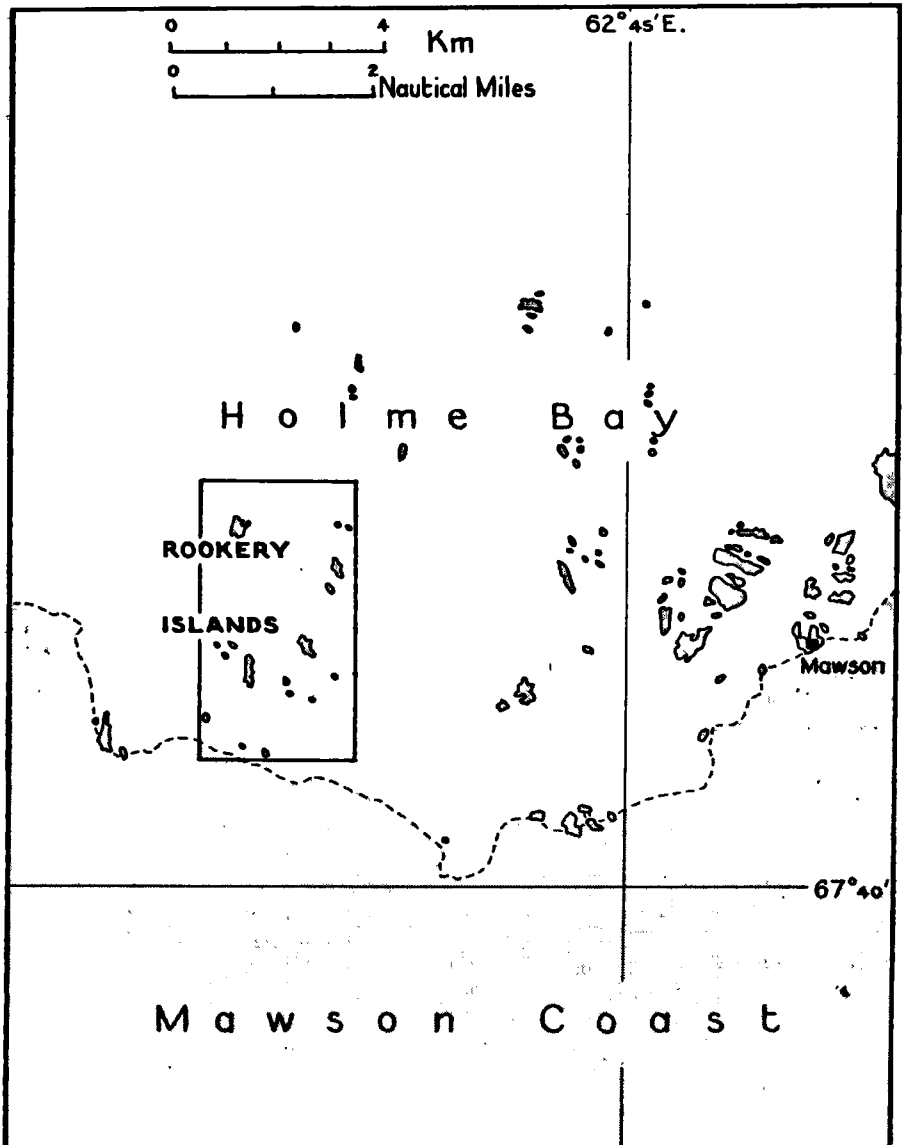 0 4
Km
62°45'E.
0 2
Nautical Miles
Holme Bay
ROOKERY
ISLANDS
Mawson
67°40'
Mawson Coast